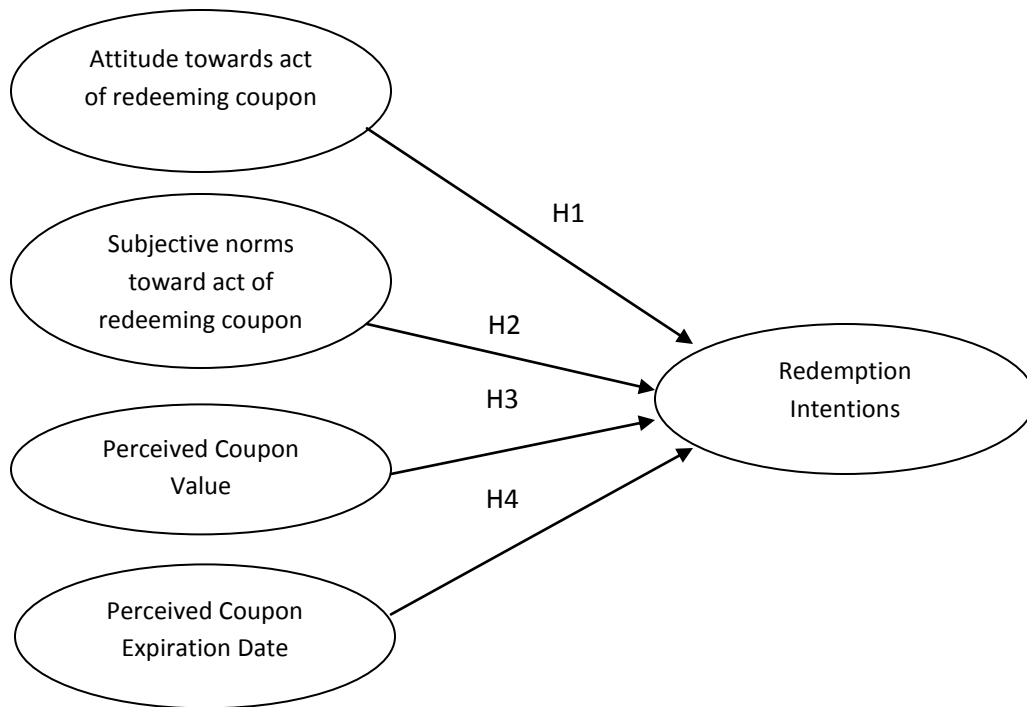 Attitude towards act
of redeeming coupon
H1
Subjective norms
toward act of
redeeming coupon
H2
Redemption
Intentions
H3
Perceived Coupon
Value
H4
Perceived Coupon
Expiration Date